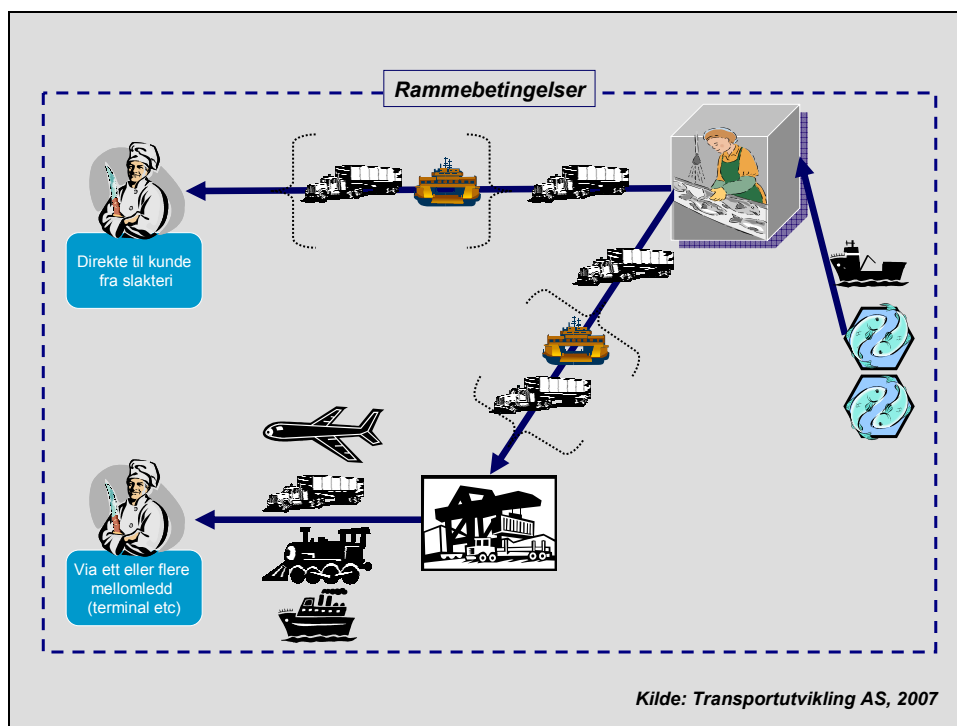 Rammebetingelser
Direkte til kunde
fra slakteri
Via ett eller flere
mellomledd
(terminal etc)
Kilde: Transportutvikling AS, 2007